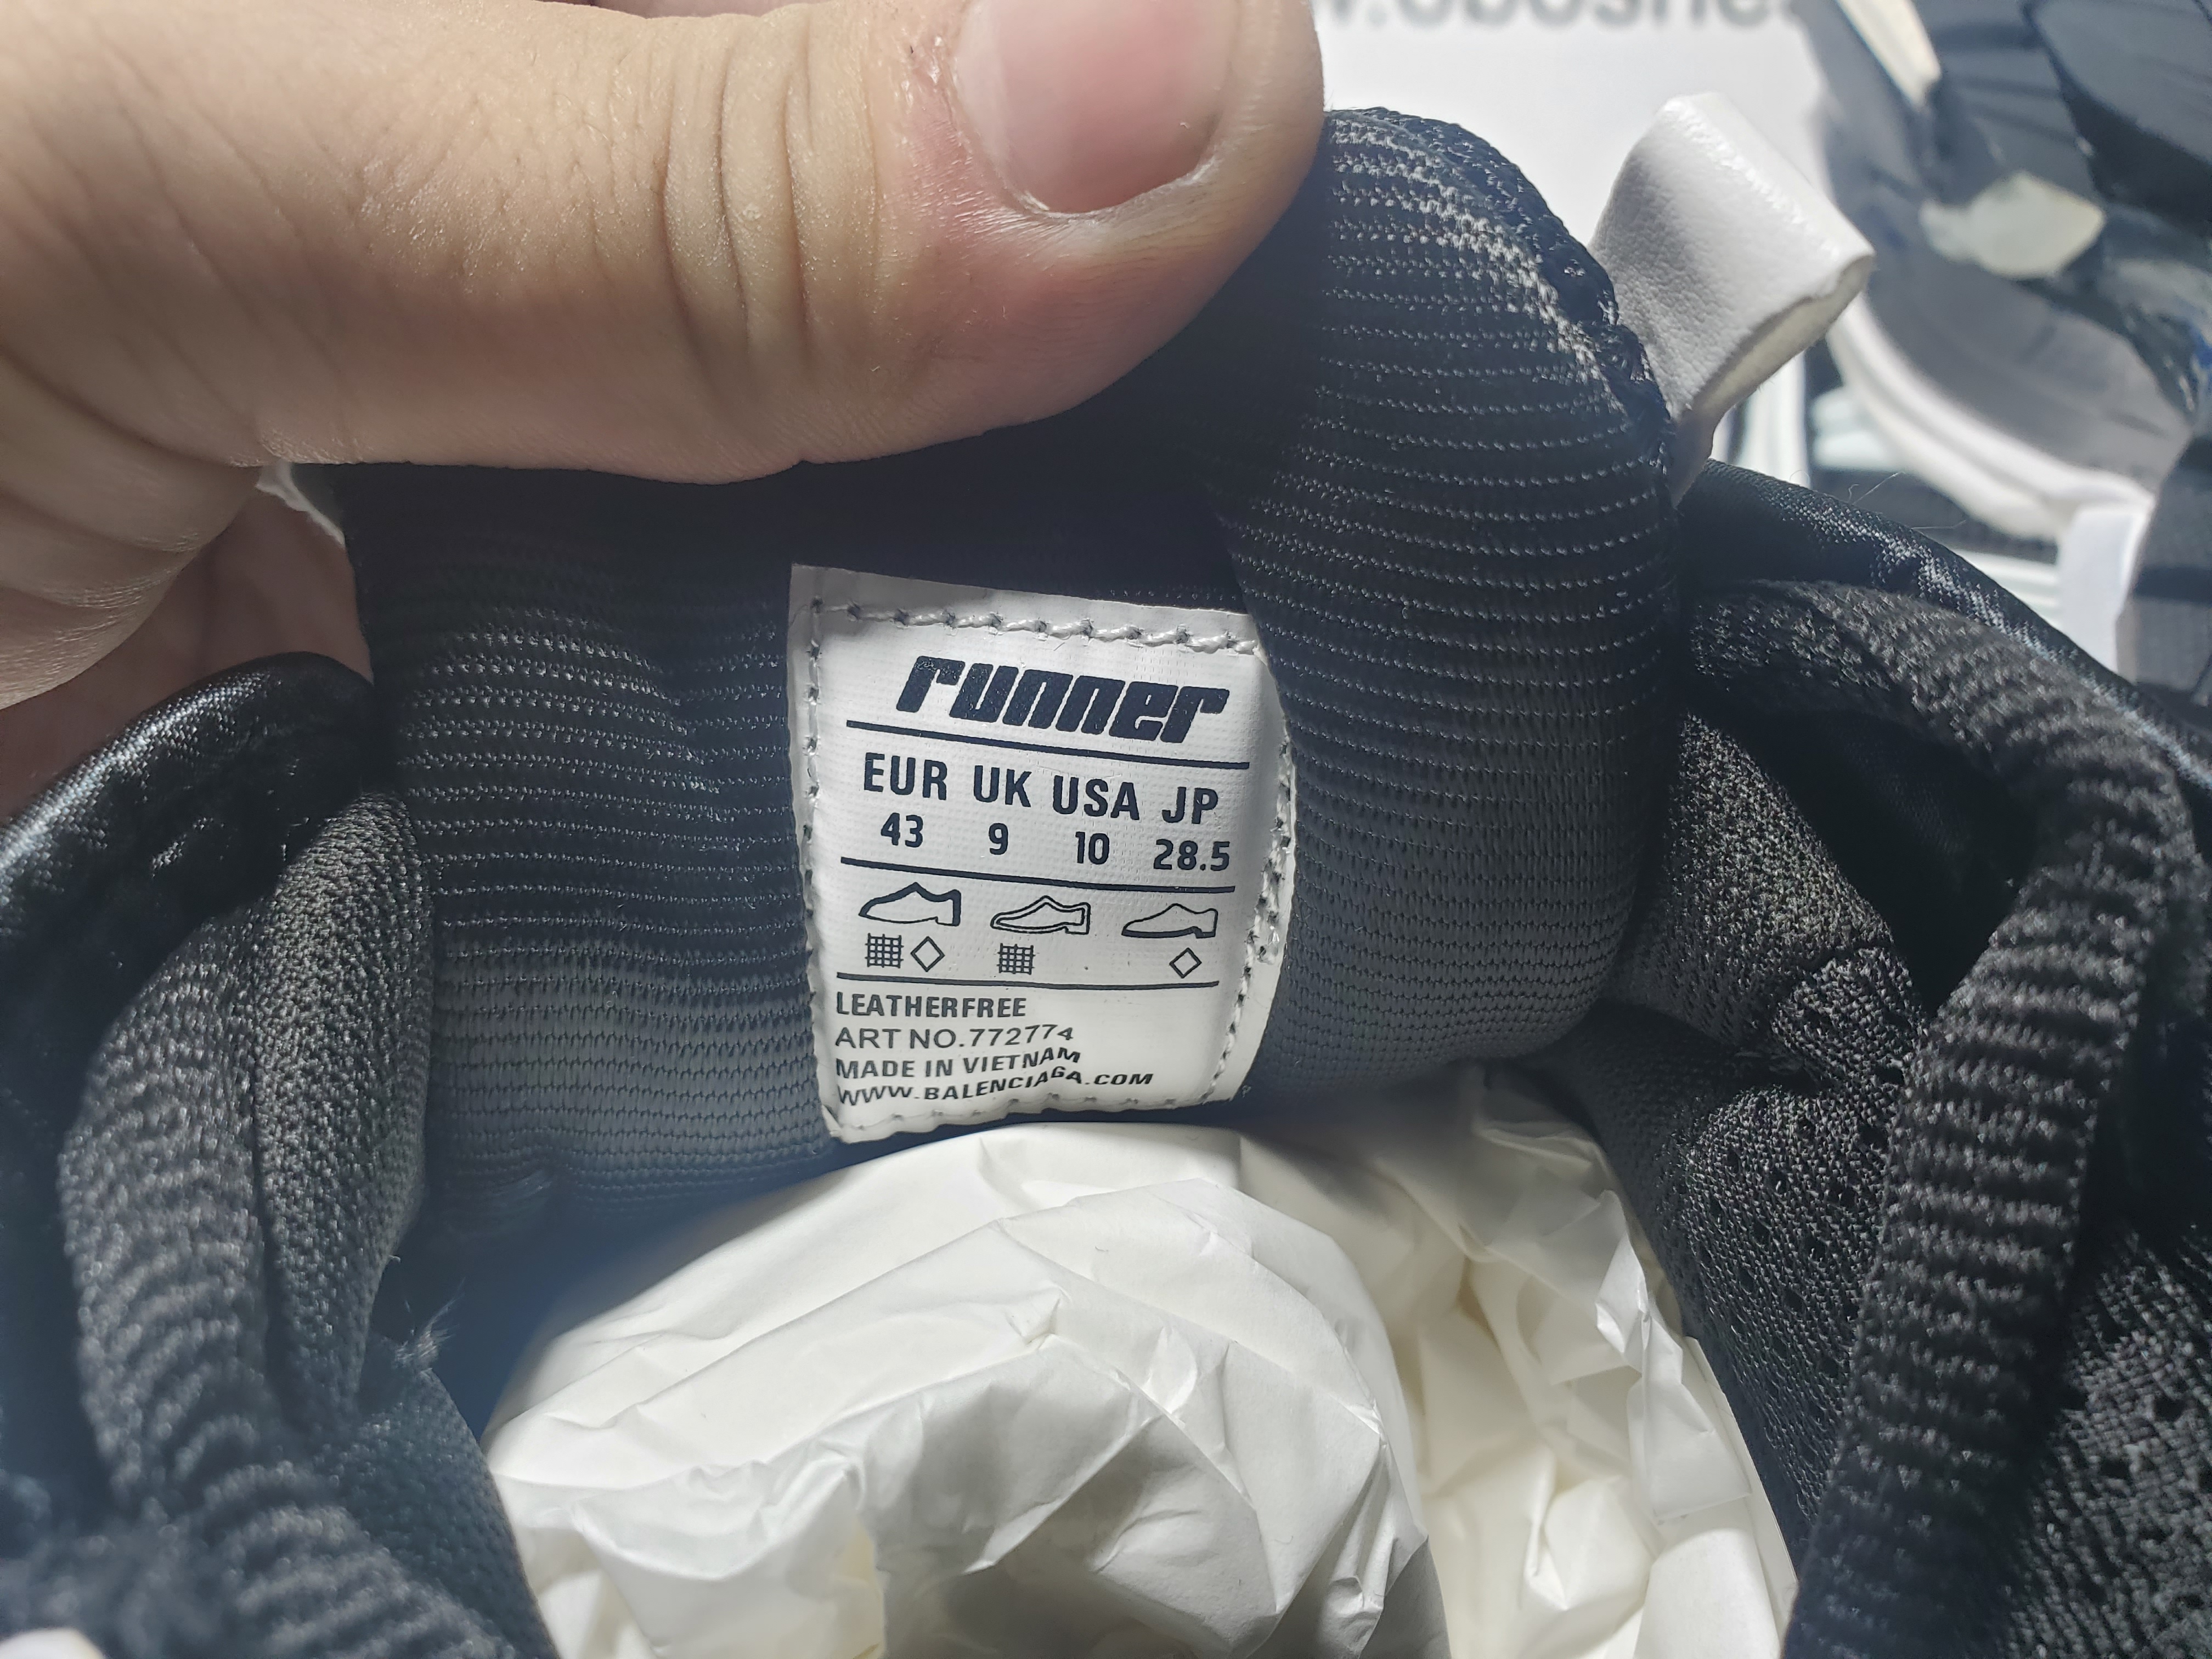 runner
EUR UK USA JP
43 9 10 28.5
LEATHERFREE
ART NO.772774
MADE IN VIETNAM
WWW.BALENCIAGA.COM